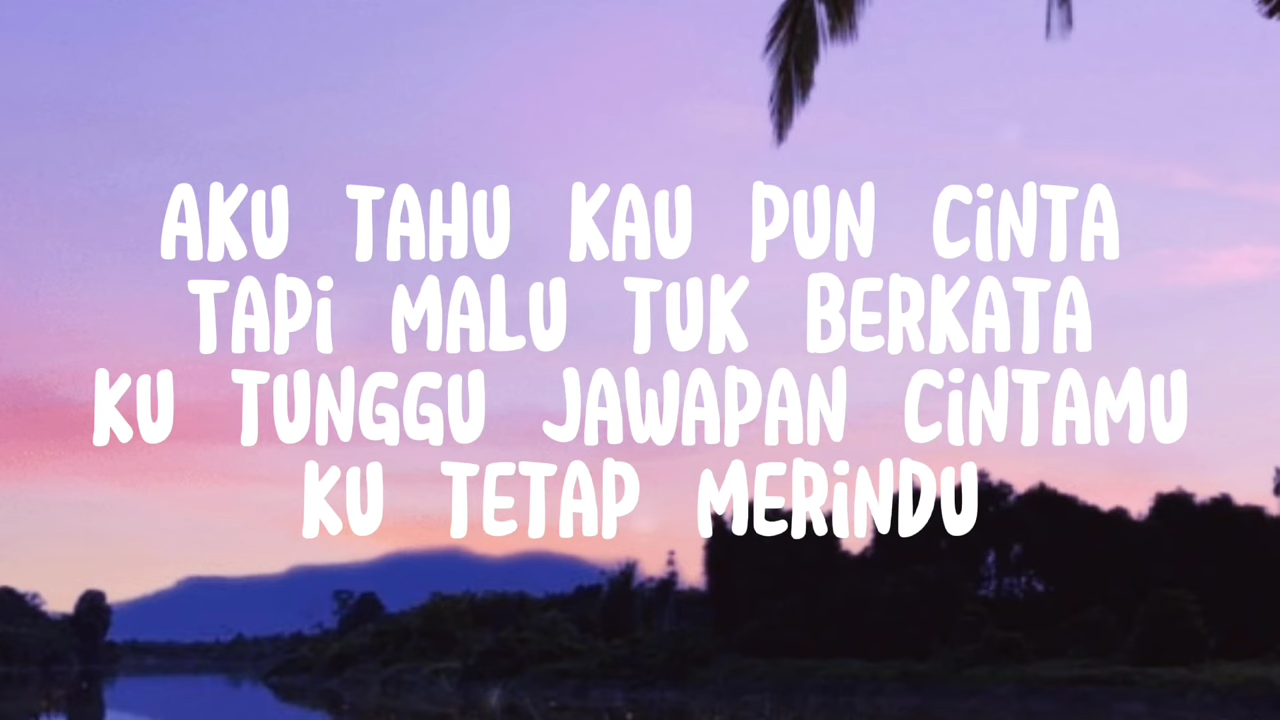 AKU TAHU KAU PUN CiNTA
TAPi MALU TUK BERKATA
KU TUNGGU JAWAPAN CiNTAMU
KU TETAP MERiNDU